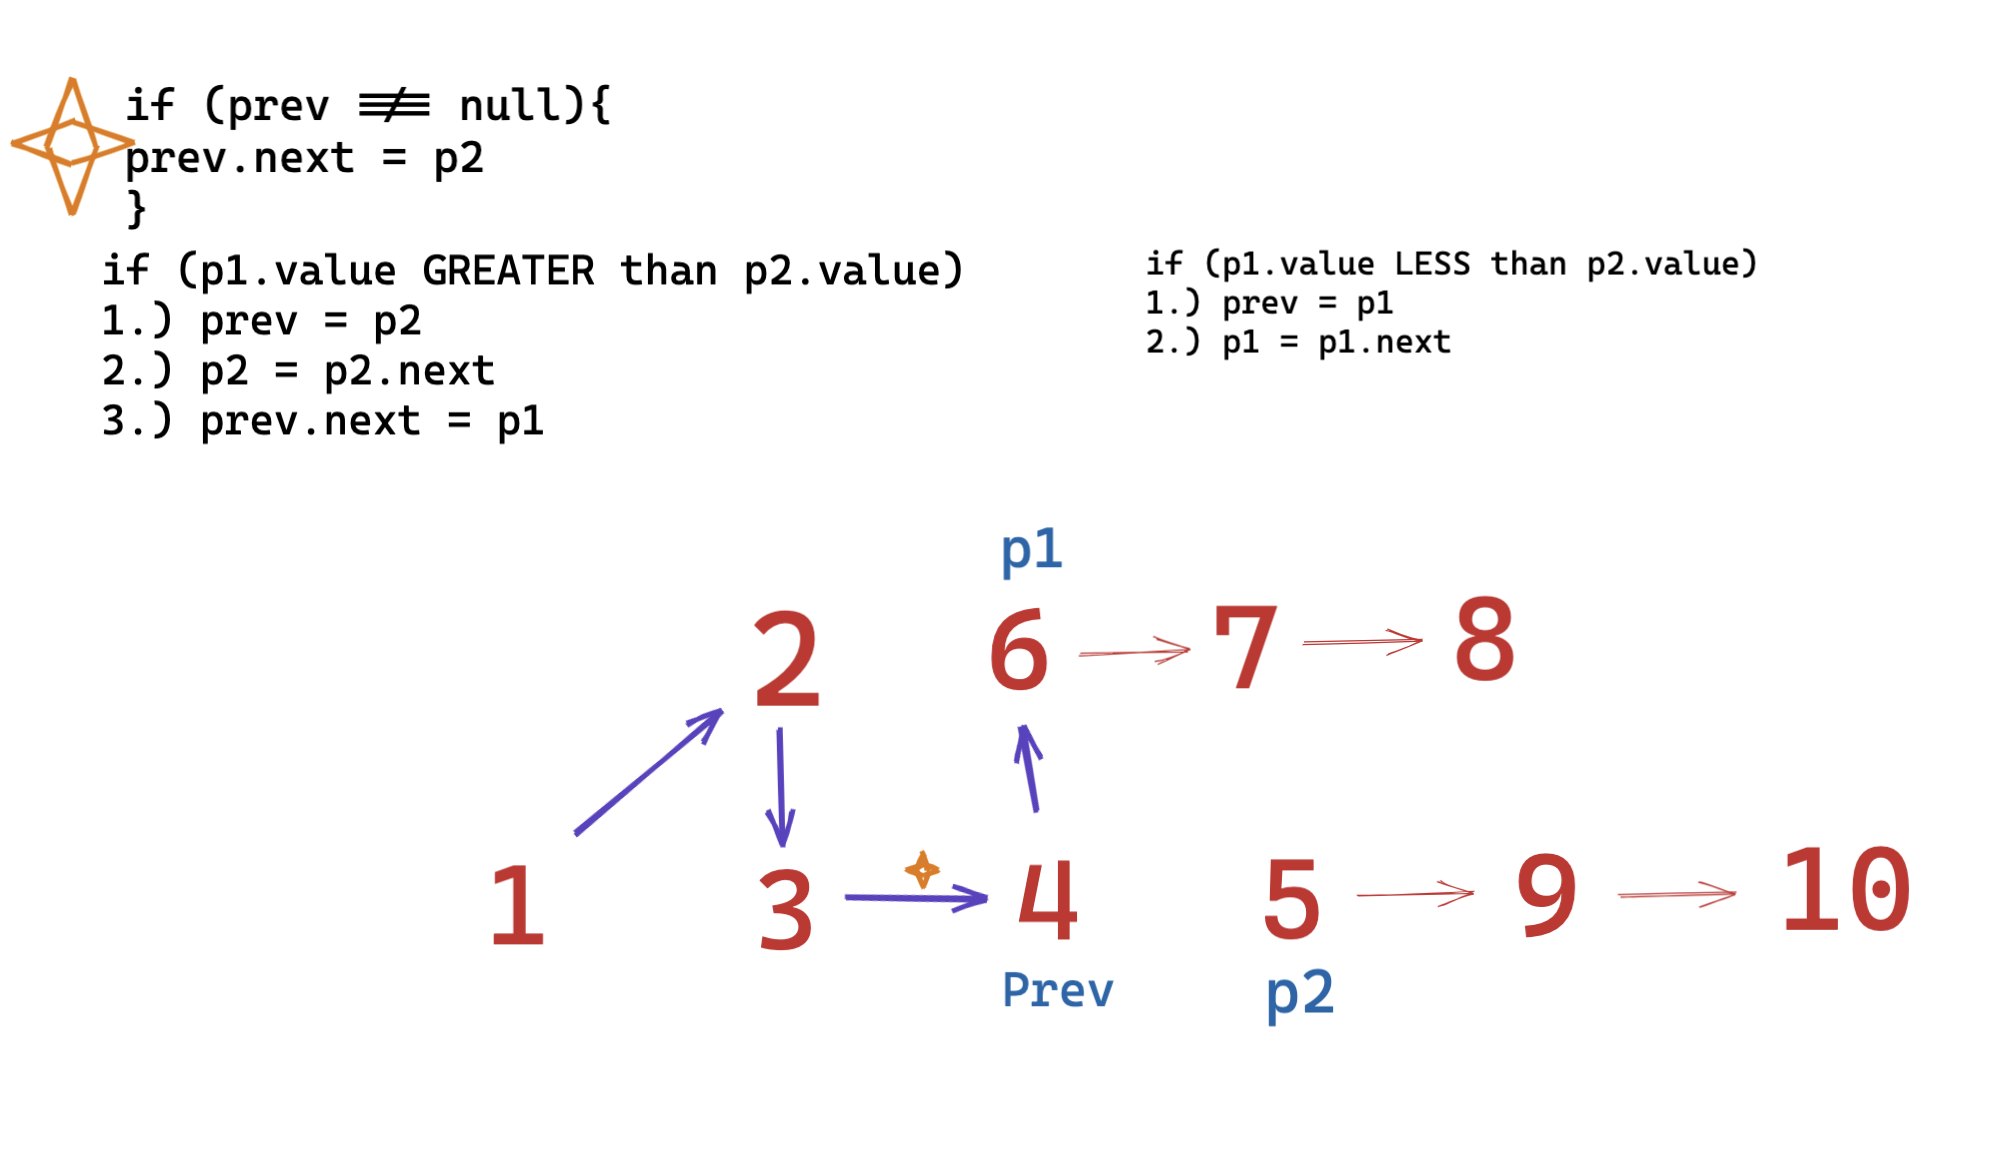 if (prev !== null){
prev.next = p2
}
if (p1.value GREATER than p2.value)
1.) prev = p2
2.) p2 = p2.next
3.) prev.next = p1
if (p1.value LESS than p2.value)
1.) prev = p1
2.) p1 = p1.next
p1
2 6 7 8
1 3 4 5 9 10
Prev p2